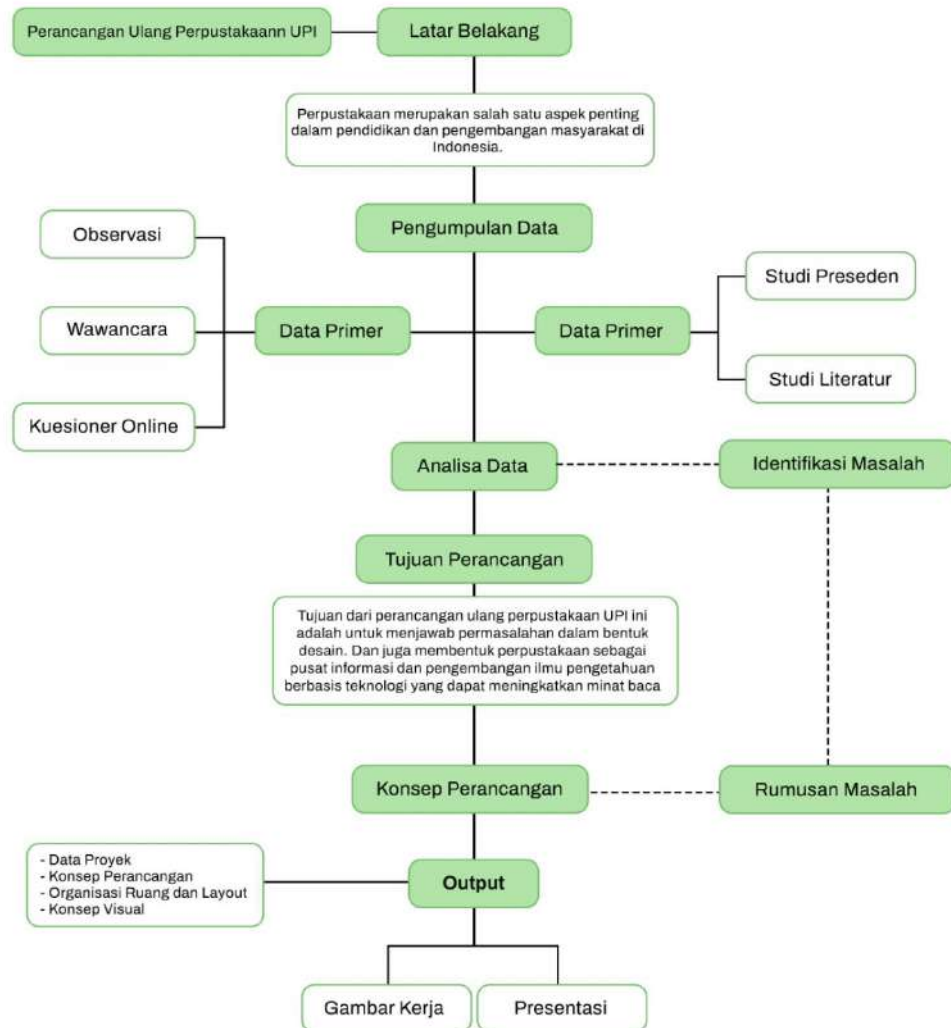 Perancangan Ulang Perpustakaann UPI
Latar Belakang
Perpustakaan merupakan salah satu aspek penting
dalam pendidikan dan pengembangan masyarakat di
Indonesia.
Pengumpulan Data
Observasi
Wawancara
Kuesioner Online
Data Primer
Data Primer
Studi Preseden
Studi Literatur
Analisa Data
Identifikasi Masalah
Tujuan Perancangan
Tujuan dari perancangan ulang perpustakaan UPI ini
adalah untuk menjawab permasalahan dalam bentuk
desain. Dan juga membentuk perpustakaan sebagai
pusat informasi dan pengembangan ilmu pengetahuan
berbasis teknologi yang dapat meningkatkan minat baca
Konsep Perancangan
Rumusan Masalah
- Data Proyek
- Konsep Perancangan
- Organisasi Ruang dan Layout
- Konsep Visual
Output
Gambar Kerja
Presentasi